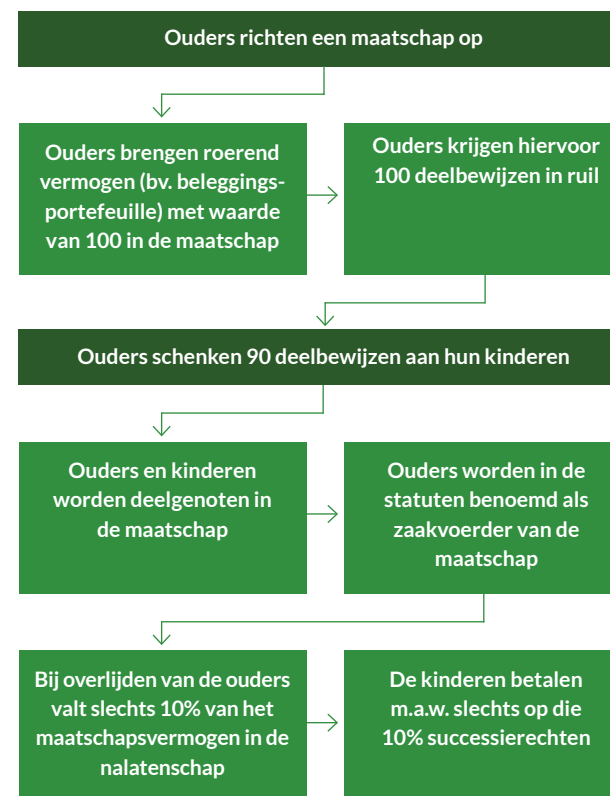 Ouders richten een maatschap op
Ouders brengen roerend
vermogen (bv. beleggings-
portefeuille) met waarde
van 100 in de maatschap
Ouders krijgen hiervoor
100 deelbewijzen in ruil
Ouders schenken 90 deelbewijzen aan hun kinderen
Ouders en kinderen
worden deelgenoten in
de maatschap
Ouders worden in de
statuten benoemd als
zaakvoerder van de
maatschap
Bij overlijden van de ouders
valt slechts 10% van het
maatschapsvermogen in de
nalatenschap
De kinderen betalen
m.a.w. slechts op die
10% successierechten